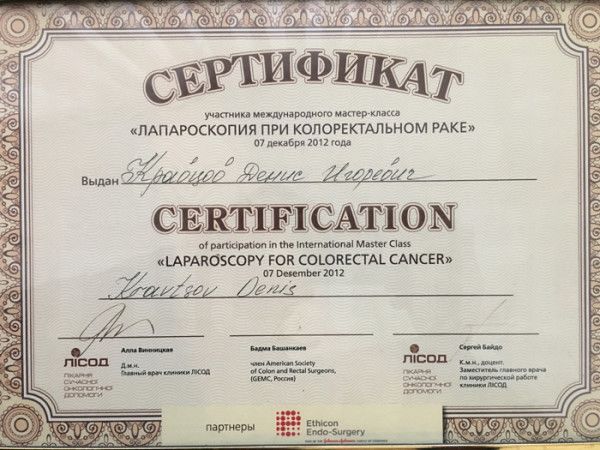 СЕРТИФИКАТ
участника международного мастер-класса
«ЛАПАРОСКОПИЯ ПРИ КОЛОРЕКТАЛЬНОМ РАКЕ»
07 декабря 2012 года
Выдан Кравцов Денис Игоревич
CERTIFICATION
of participation in the International Master Class
«LAPAROSCOPY FOR COLORECTAL CANCER»
07 Desember 2012
Kravtsov Denis
ЛІСОД
ЛІКАРНЯ
СУЧАСНОЇ
ОНКОЛОГІЧНОЇ
ДОПОМОГИ
Алла Винницкая
Д.м.н.
Главный врач клиники ЛІСОД
Бадма Башанкаев
член American Society
of Colon and Rectal Surgeons,
(GEMC, Россия)
ЛІСОД
ЛІКАРНЯ
СУЧАСНОЇ
ОНКОЛОГІЧНОЇ
ДОПОМОГИ
Сергей Байдо
К.м.н., доцент.
Заместитель главного врача
по хирургической работе
клиники ЛІСОД
партнеры
Ethicon
Endo-Surgery